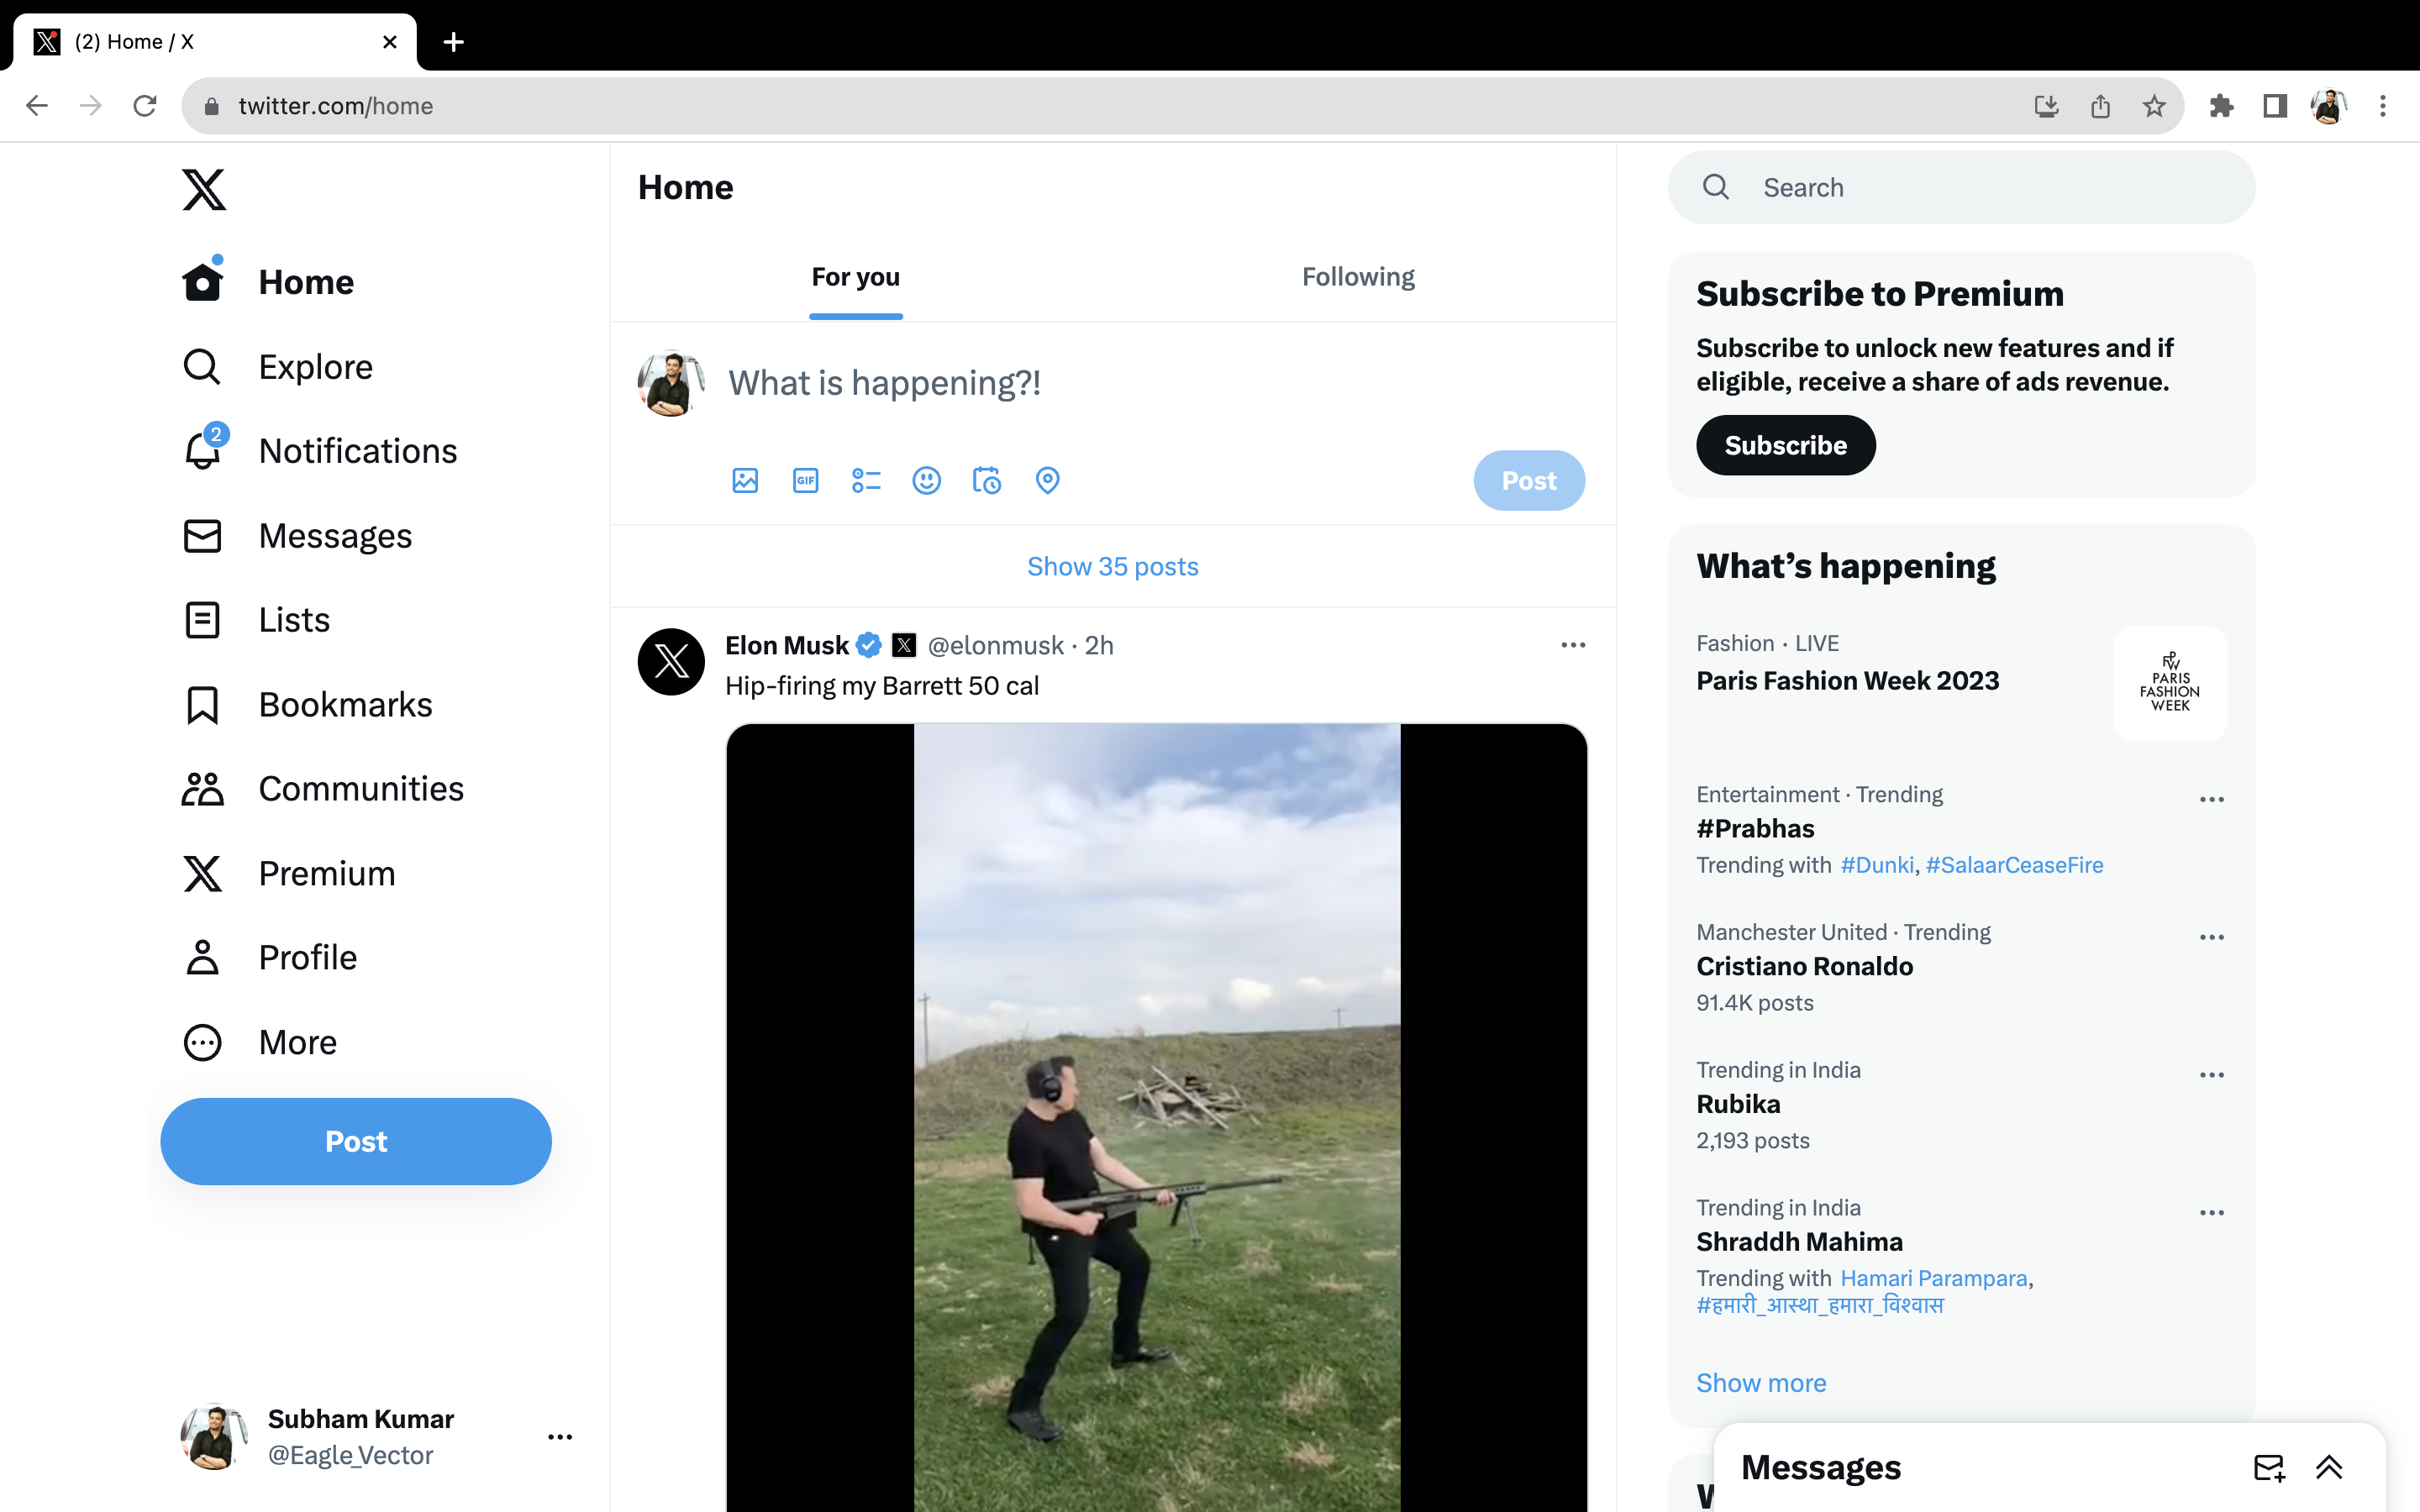 (2) Home / X
twitter.com/home
Home
Explore
2
Notifications
Messages
Lists
Bookmarks
Communities
Premium
Profile
More
Post
Subham Kumar
@Eagle_Vector
Home
For you
Following
What is happening?!
GIF
Post
Show 35 posts
Elon Musk @elonmusk · 2h
Hip-firing my Barrett 50 cal
Search
Subscribe to Premium
Subscribe to unlock new features and if
eligible, receive a share of ads revenue.
Subscribe
What’s happening
Fashion · LIVE
Paris Fashion Week 2023
PARIS
FASHION
WEEK
Entertainment · Trending
#Prabhas
Trending with #Dunki, #SalaarCeaseFire
Manchester United · Trending
Cristiano Ronaldo
91.4K posts
Trending in India
Rubika
2,193 posts
Trending in India
Shraddh Mahima
Trending with Hamari Parampara,
#हमारी_आस्था_हमारा_विश्वास
Show more
Messages